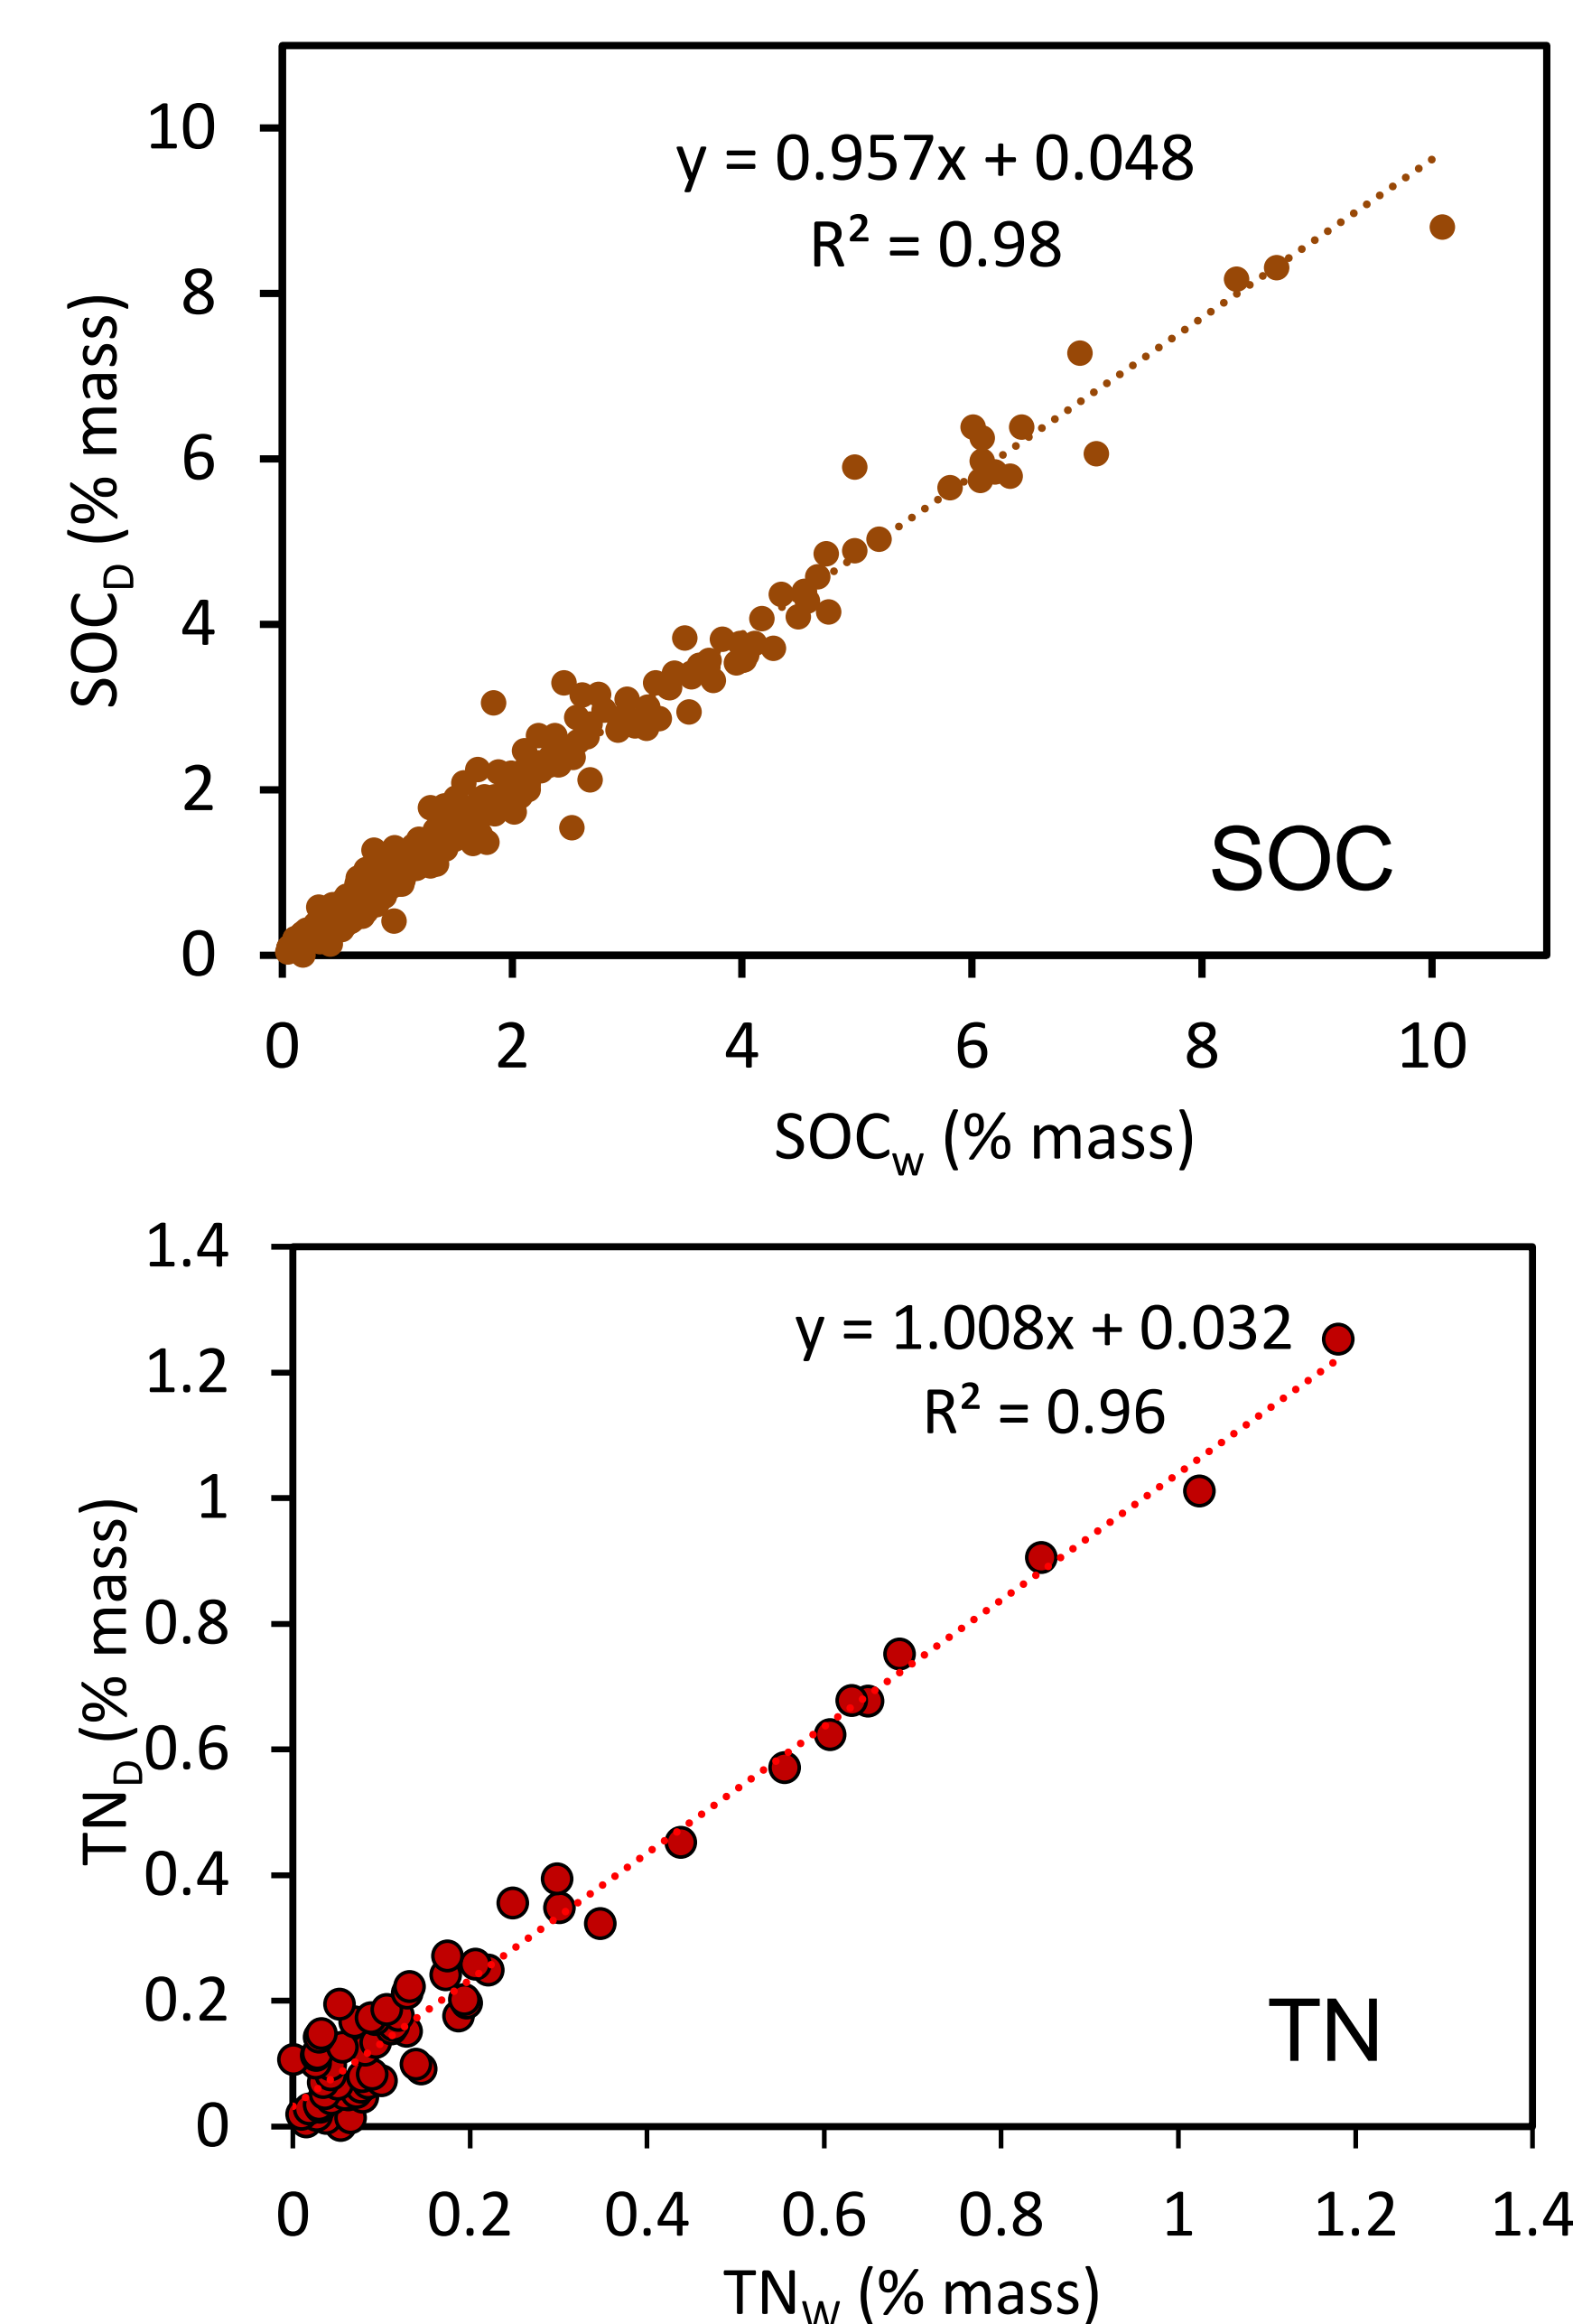 y = 0.957x + 0.048
R² = 0.98
10
8
6
4
2
0
SOC_D (% mass)
SOC
0 2 4 6 8 10
SOC_w (% mass)
1.4
1.2
1
0.8
0.6
0.4
0.2
0
y = 1.008x + 0.032
R² = 0.96
TN_D (% mass)
TN
0 0.2 0.4 0.6 0.8 1 1.2 1.4
TN_W (% mass)